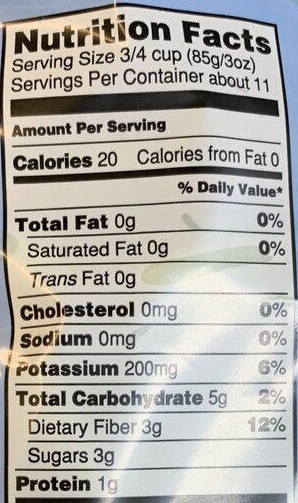 Nutrition Facts
Serving Size 3/4 cup (85g/3oz)
Servings Per Container about 11
Amount Per Serving
Calories 20 Calories from Fat 0
% Daily Value*
Total Fat 0g 0%
Saturated Fat 0g 0%
Trans Fat 0g
Cholesterol 0mg 0%
Sodium 0mg 0%
Potassium 200mg 6%
Total Carbohydrate 5g 2%
Dietary Fiber 3g 12%
Sugars 3g
Protein 1g